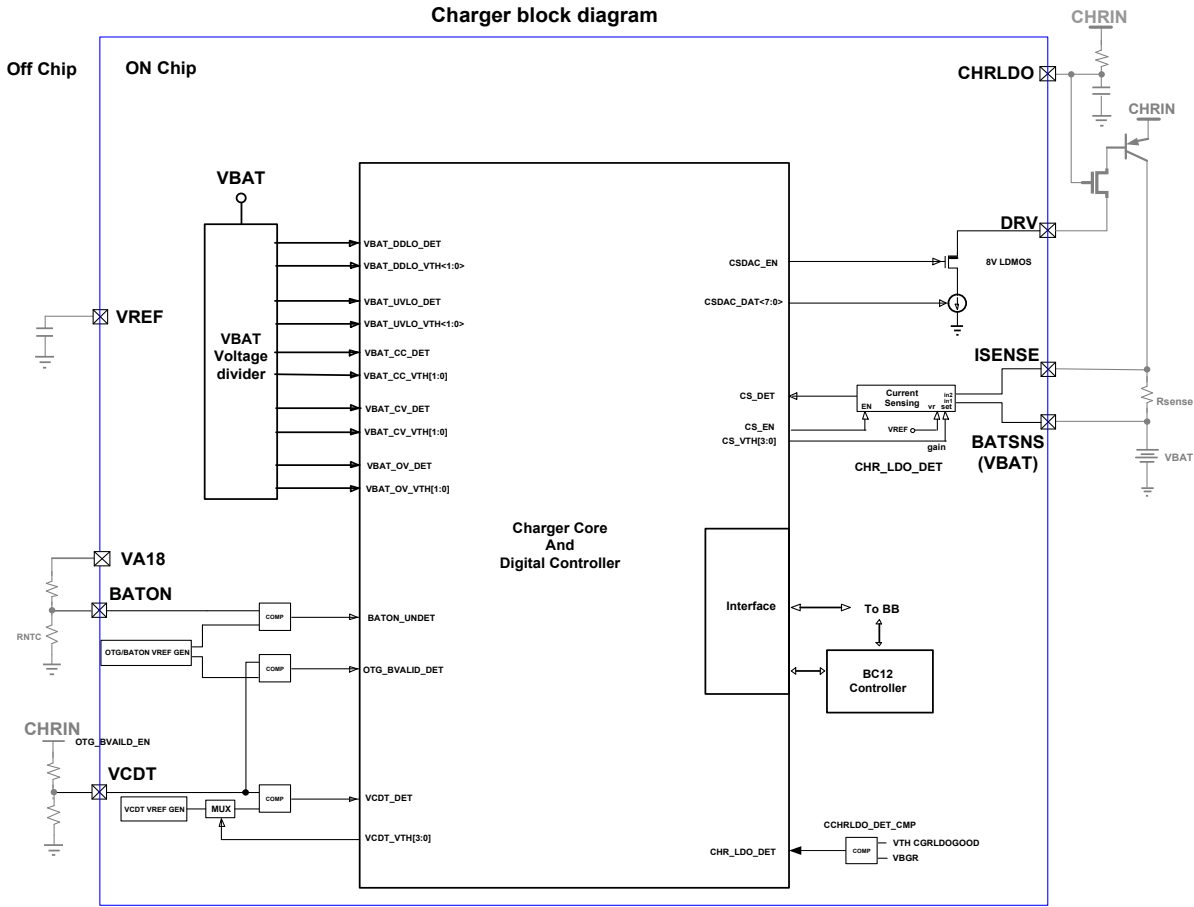 Charger block diagram
Off Chip
ON Chip
CHRIN
CHRLDO
CHRIN
VBAT
DRV
8V LDMOS
VBAT_DDLO_DET
VBAT_DDLO_VTH<1:0>
VBAT_UVLO_DET
VBAT_UVLO_VTH<1:0>
VBAT_CC_DET
VBAT_CC_VTH[1:0]
VBAT_CV_DET
VBAT_CV_VTH[1:0]
VBAT_OV_DET
VBAT_OV_VTH[1:0]
VBAT
Voltage
divider
VREF
CSDAC_EN
CSDAC_DAT<7:0>
ISENSE
CS_DET
Current
Sensing
in2
in1
EN
vr
set
Rsense
CS_EN
VREF
CS_VTH[3:0]
gain
BATSNS
(VBAT)
VBAT
CHR_LDO_DET
Charger Core
And
Digital Controller
VA18
BATON
COMP
BATON_UNDET
RNTC
OTG/BATON VREF GEN
COMP
OTG_BVALID_DET
Interface
To BB
BC12
Controller
CHRIN
OTG_BVAILD_EN
VCDT
COMP
VCDT_DET
VCDT VREF GEN
MUX
VCDT_VTH[3:0]
CCHRLDO_DET_CMP
CHR_LDO_DET
COMP
VTH CGRLDOGOOD
VBGR